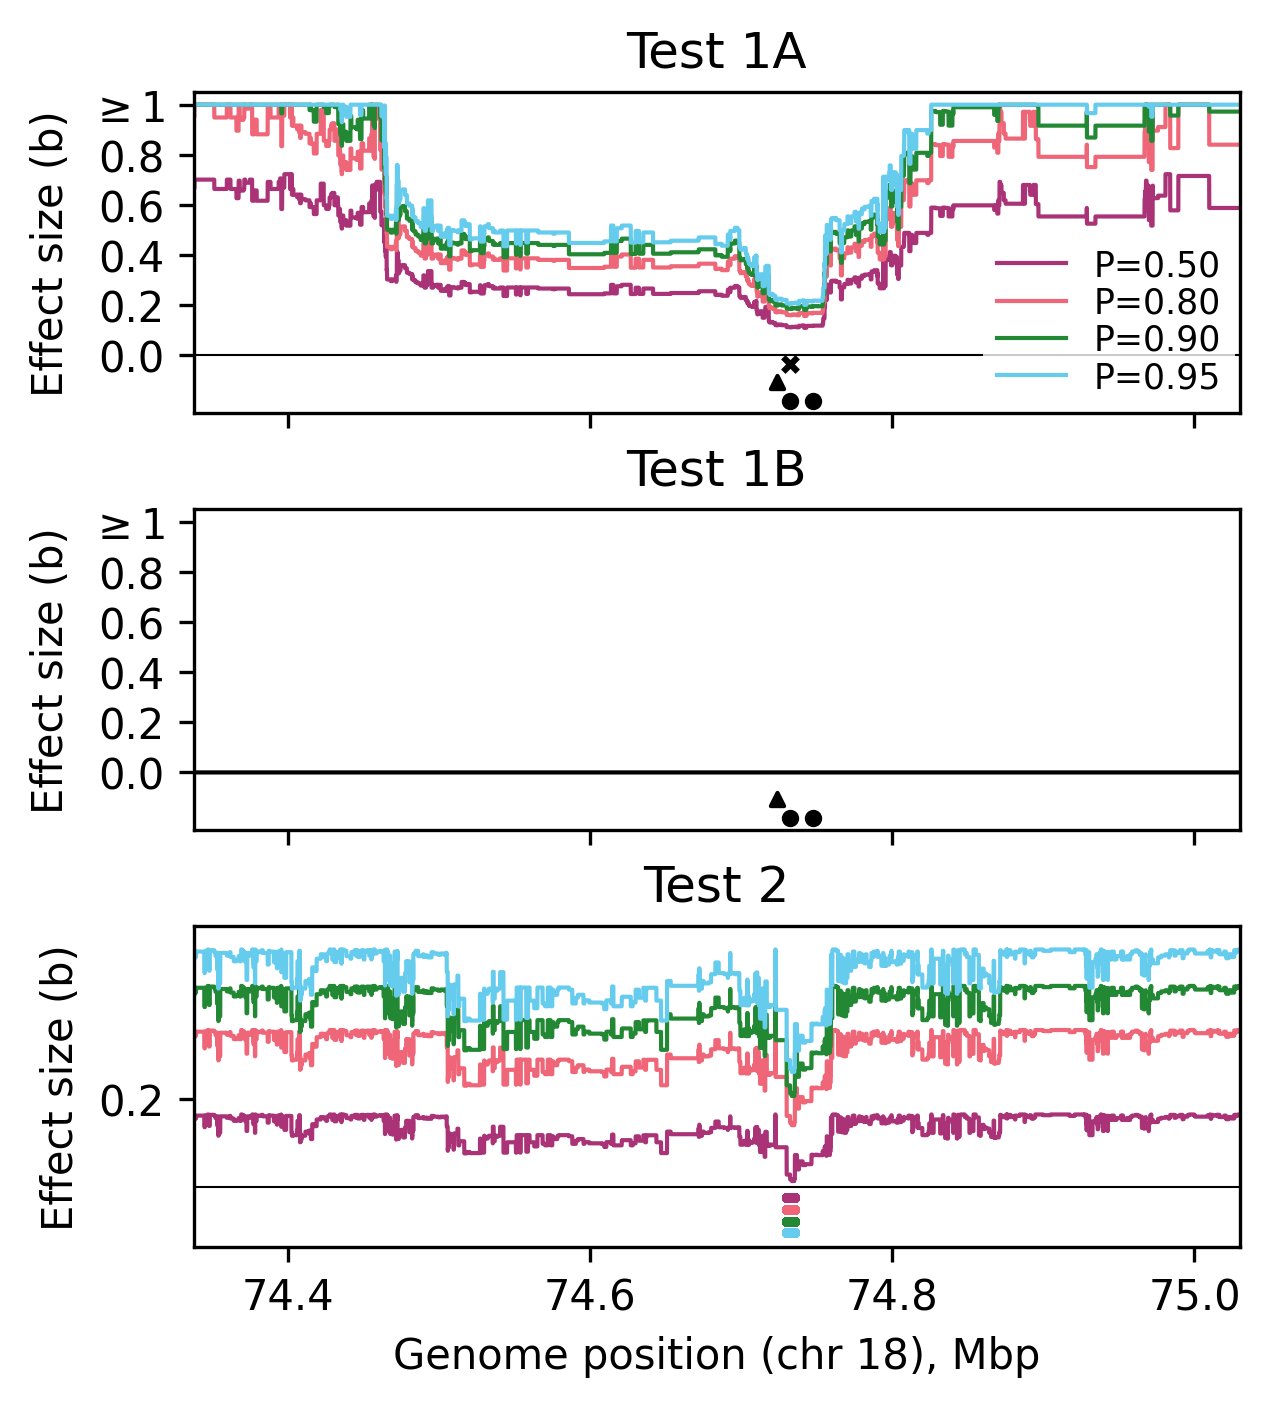 Test 1A
Effect size (b)
≥ 1
0.8
0.6
0.4
0.2
0.0
P=0.50
P=0.80
P=0.90
P=0.95
Test 1B
Effect size (b)
≥ 1
0.8
0.6
0.4
0.2
0.0
Test 2
Effect size (b)
0.2
74.4 74.6 74.8 75.0
Genome position (chr 18), Mbp